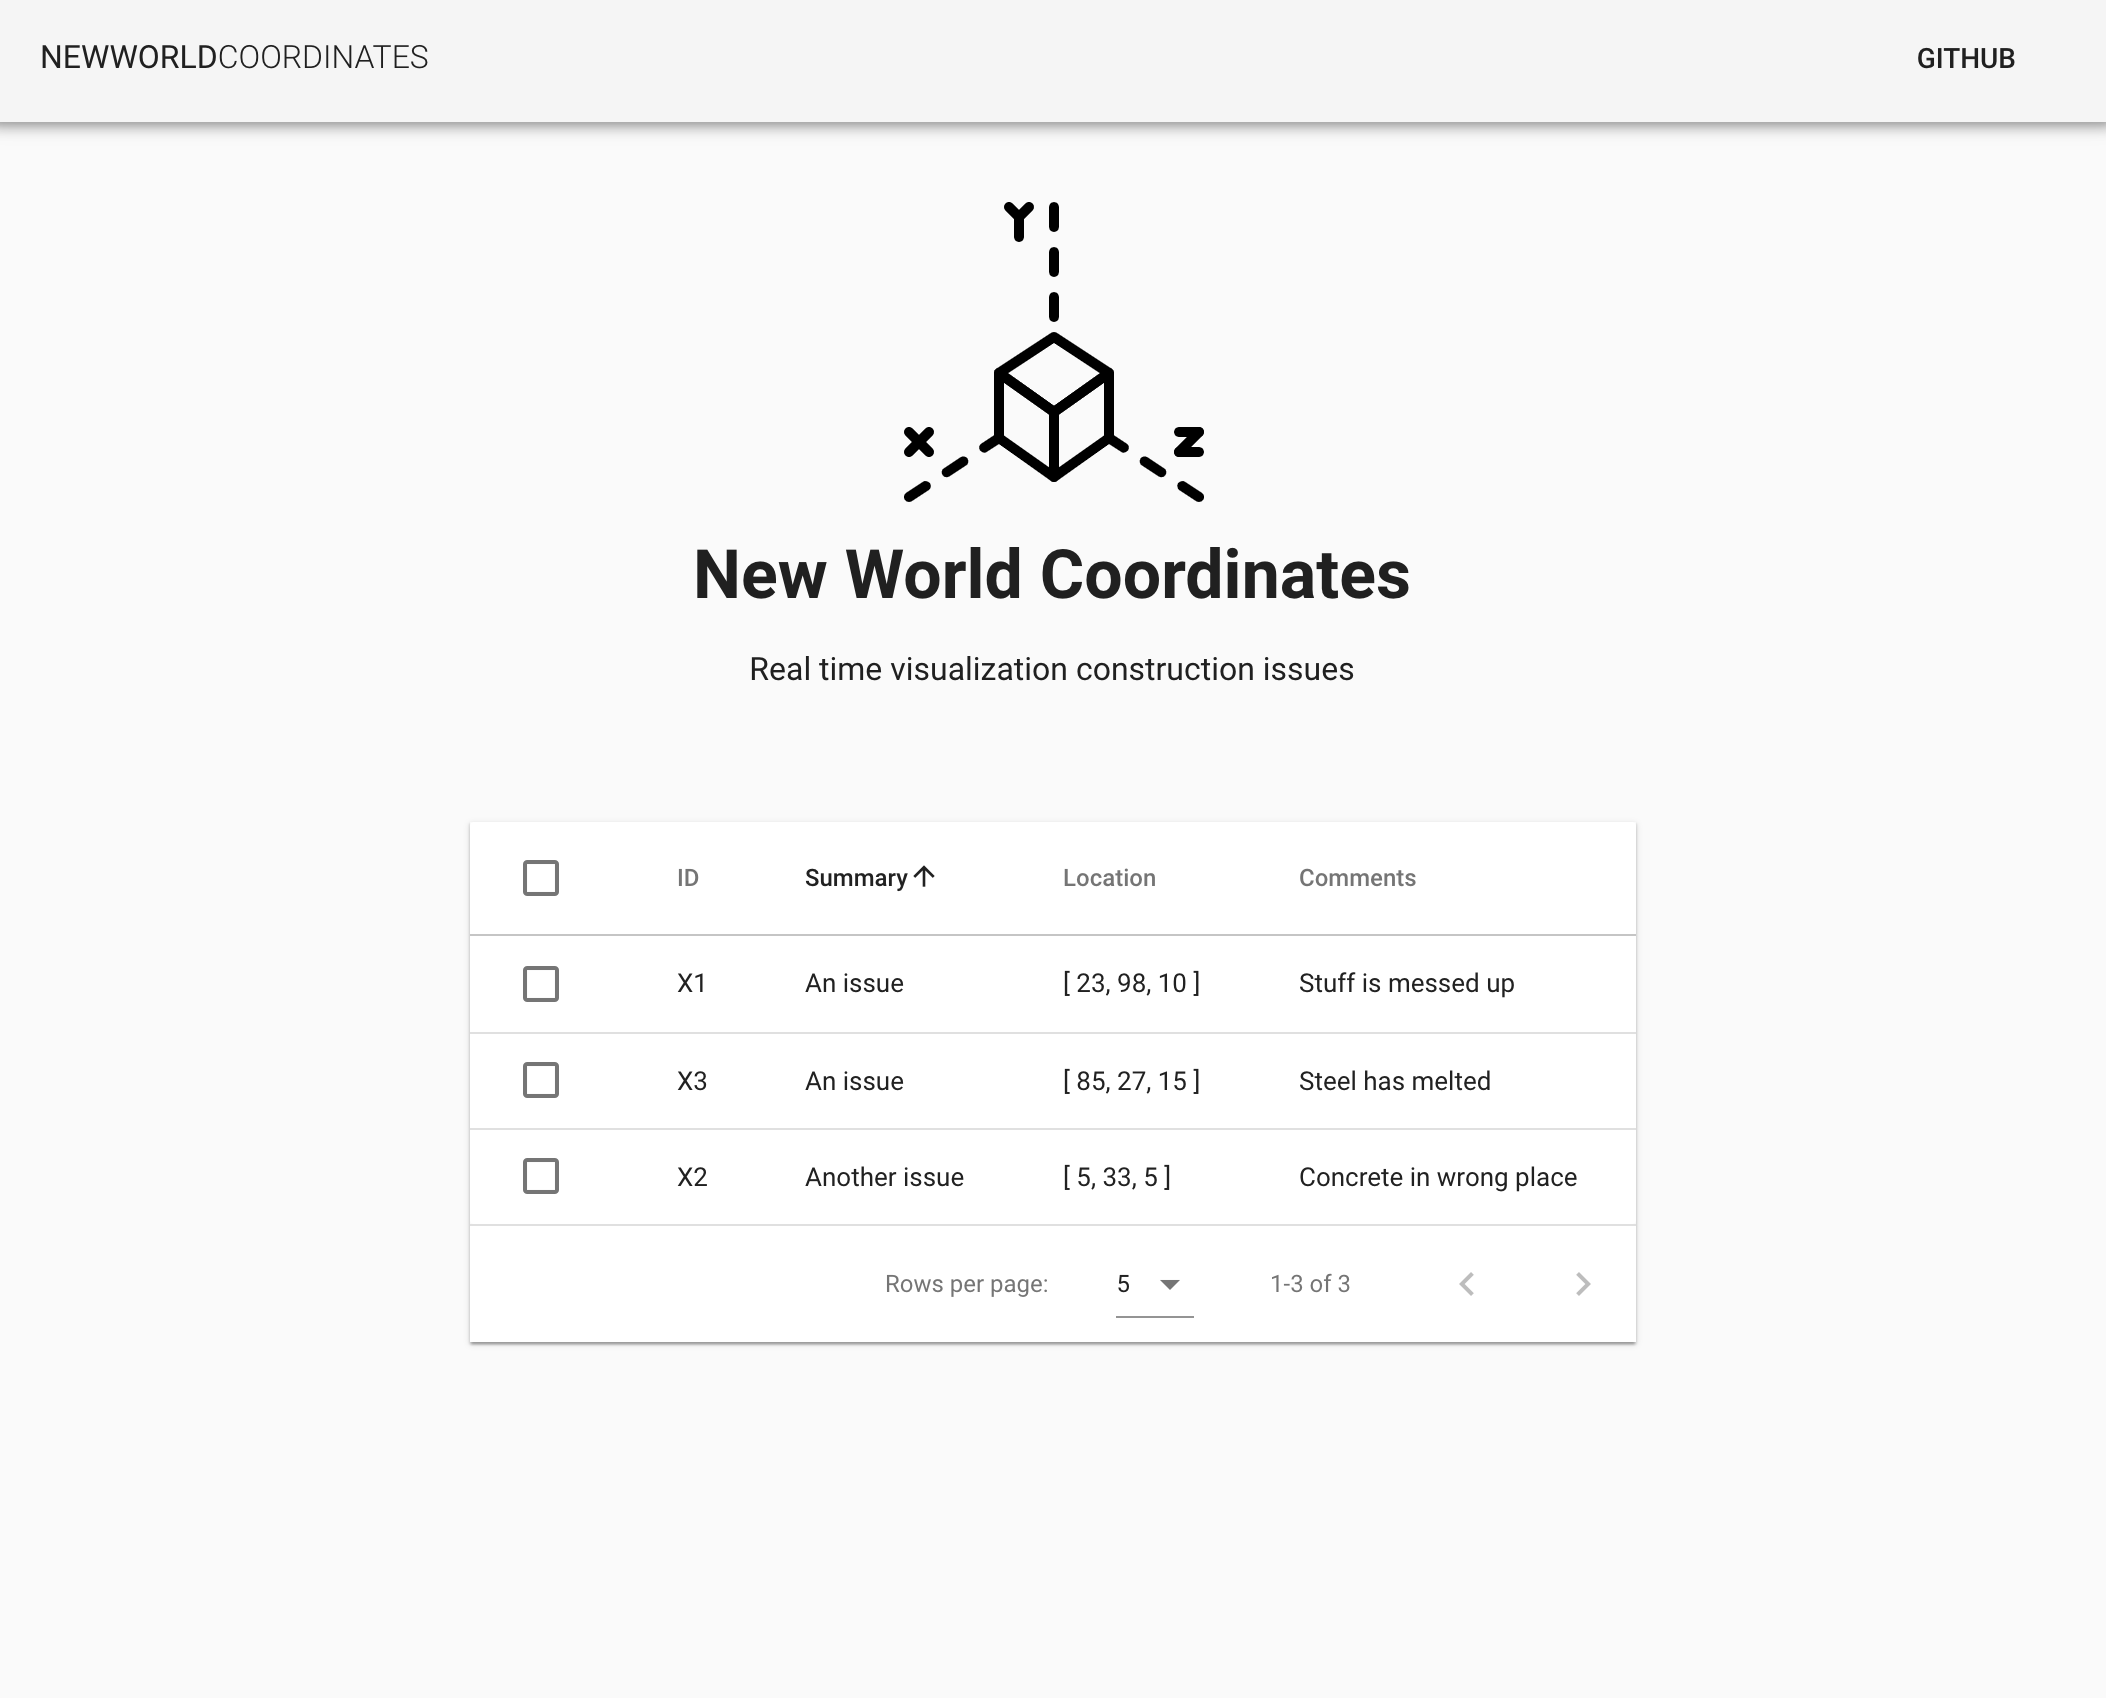 NEWWORLDCOORDINATES GITHUB
Y
X Z
New World Coordinates
Real time visualization construction issues
ID Summary Location Comments
X1 An issue [ 23, 98, 10 ] Stuff is messed up
X3 An issue [ 85, 27, 15 ] Steel has melted
X2 Another issue [ 5, 33, 5 ] Concrete in wrong place
Rows per page: 5 1-3 of 3